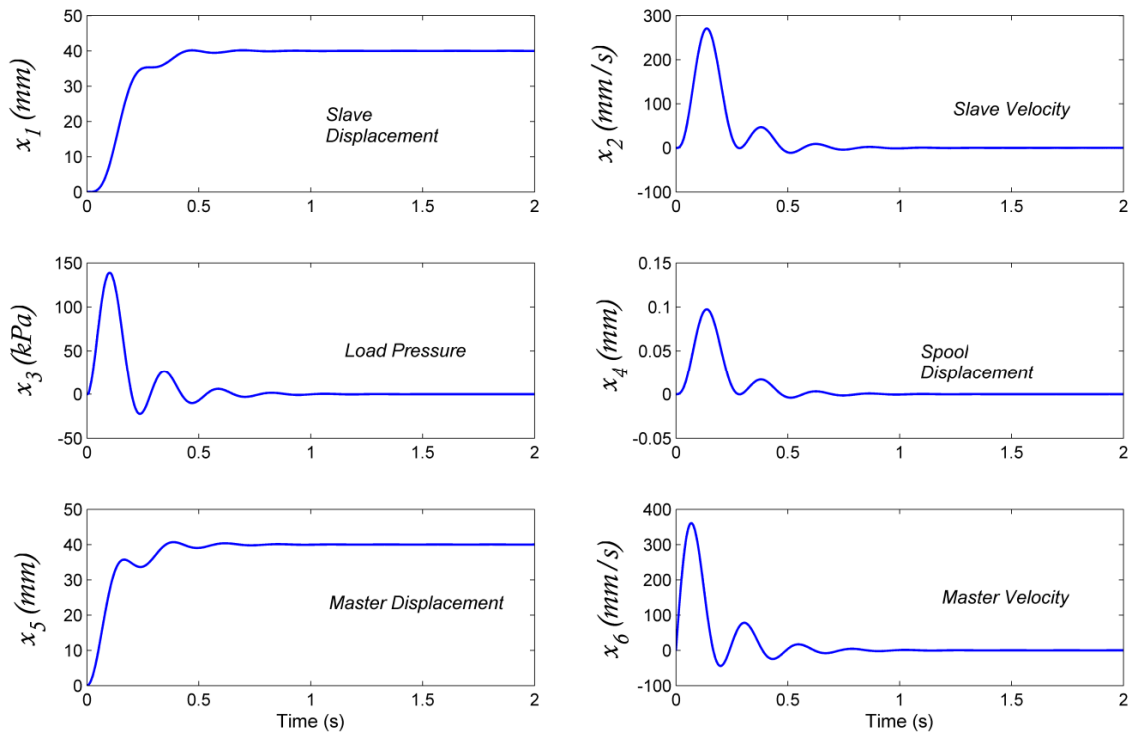 x1 (mm)
50
40
30
20
10
0
Slave
Displacement
0 0.5 1 1.5 2
x2 (mm/s)
300
200
100
0
-100
Slave Velocity
0 0.5 1 1.5 2
x3 (kPa)
150
100
50
0
-50
Load Pressure
0 0.5 1 1.5 2
x4 (mm)
0.15
0.1
0.05
0
-0.05
Spool
Displacement
0 0.5 1 1.5 2
x5 (mm)
50
40
30
20
10
0
Master Displacement
0 0.5 1 1.5 2
Time (s)
x6 (mm/s)
400
300
200
100
0
-100
Master Velocity
0 0.5 1 1.5 2
Time (s)